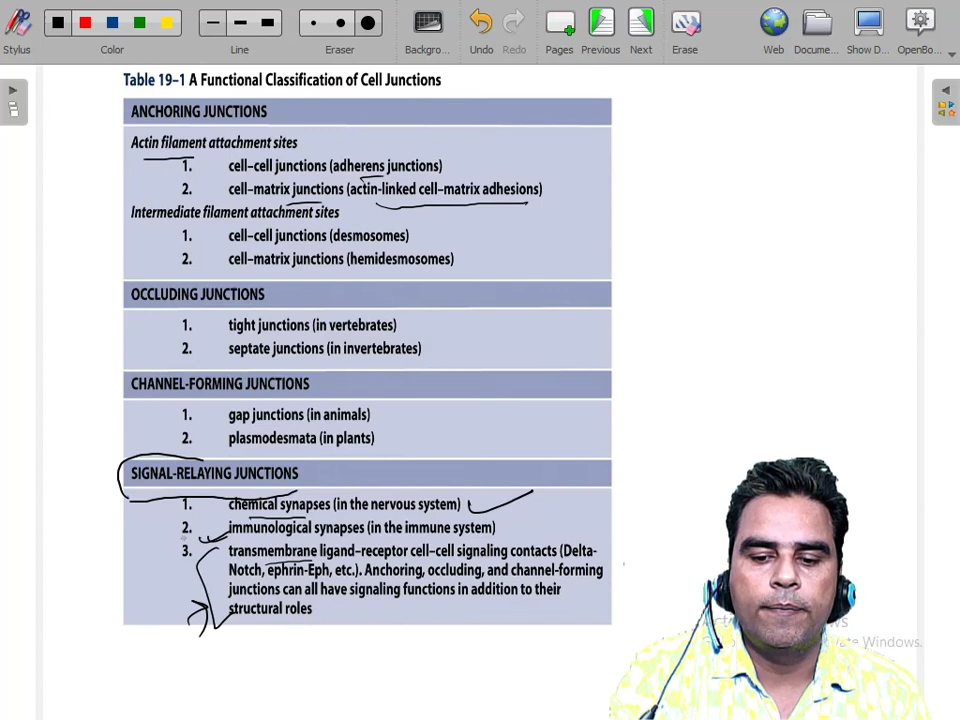 Stylus
Color
Line
Eraser
Backgro...
Undo
Redo
Pages
Previous
Next
Erase
Web
Docume...
Show D...
OpenBo...
Table 19–1 A Functional Classification of Cell Junctions
ANCHORING JUNCTIONS
Actin filament attachment sites
1. cell–cell junctions (adherens junctions)
2. cell–matrix junctions (actin-linked cell–matrix adhesions)
Intermediate filament attachment sites
1. cell–cell junctions (desmosomes)
2. cell–matrix junctions (hemidesmosomes)
OCCLUDING JUNCTIONS
1. tight junctions (in vertebrates)
2. septate junctions (in invertebrates)
CHANNEL-FORMING JUNCTIONS
1. gap junctions (in animals)
2. plasmodesmata (in plants)
SIGNAL-RELAYING JUNCTIONS
1. chemical synapses (in the nervous system)
2. immunological synapses (in the immune system)
3. transmembrane ligand–receptor cell–cell signaling contacts (Delta-
Notch, ephrin-Eph, etc.). Anchoring, occluding, and channel-forming
junctions can all have signaling functions in addition to their
structural roles
Windows.